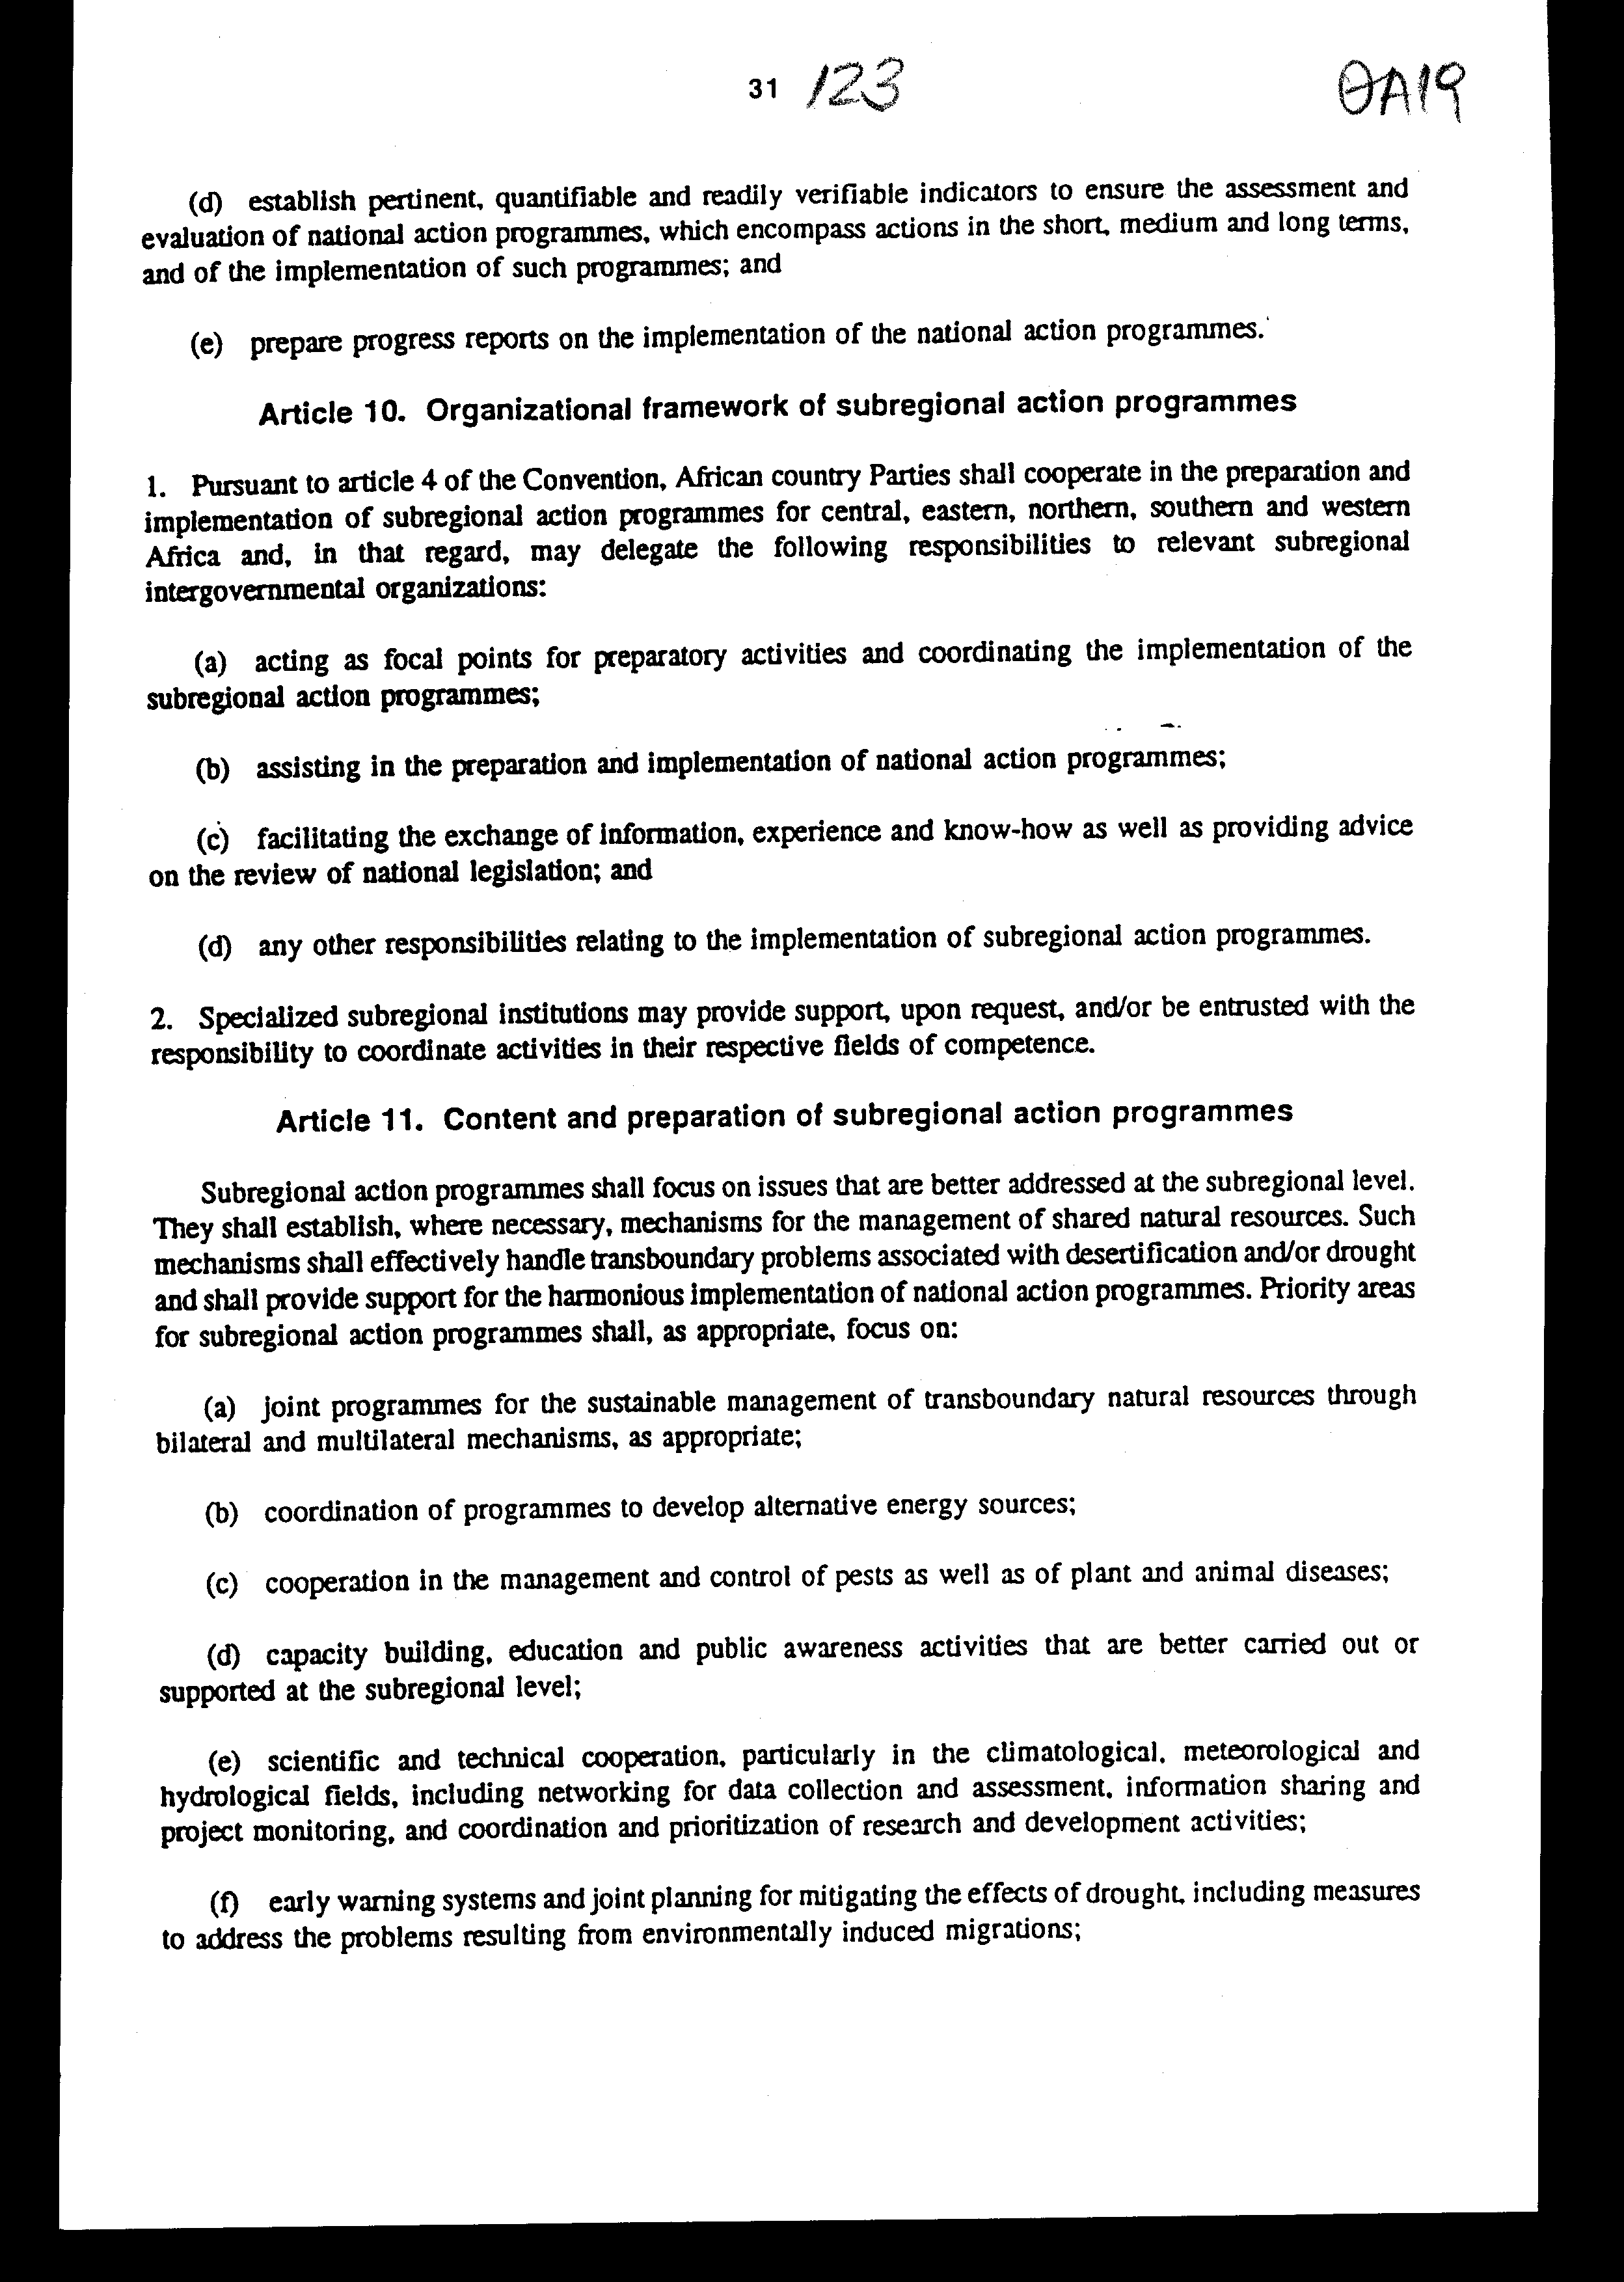 31 123 OA19
(d) establish pertinent, quantifiable and readily verifiable indicators to ensure the assessment and
evaluation of national action programmes, which encompass actions in the short, medium and long terms,
and of the implementation of such programmes; and
(e) prepare progress reports on the implementation of the national action programmes.
Article 10. Organizational framework of subregional action programmes
1. Pursuant to article 4 of the Convention, African country Parties shall cooperate in the preparation and
implementation of subregional action programmes for central, eastern, northern, southern and western
Africa and, in that regard, may delegate the following responsibilities to relevant subregional
intergovernmental organizations:
(a) acting as focal points for preparatory activities and coordinating the implementation of the
subregional action programmes;
(b) assisting in the preparation and implementation of national action programmes;
(c) facilitating the exchange of information, experience and know-how as well as providing advice
on the review of national legislation; and
(d) any other responsibilities relating to the implementation of subregional action programmes.
2. Specialized subregional institutions may provide support, upon request, and/or be entrusted with the
responsibility to coordinate activities in their respective fields of competence.
Article 11. Content and preparation of subregional action programmes
Subregional action programmes shall focus on issues that are better addressed at the subregional level.
They shall establish, where necessary, mechanisms for the management of shared natural resources. Such
mechanisms shall effectively handle transboundary problems associated with desertification and/or drought
and shall provide support for the harmonious implementation of national action programmes. Priority areas
for subregional action programmes shall, as appropriate, focus on:
(a) joint programmes for the sustainable management of transboundary natural resources through
bilateral and multilateral mechanisms, as appropriate;
(b) coordination of programmes to develop alternative energy sources;
(c) cooperation in the management and control of pests as well as of plant and animal diseases;
(d) capacity building, education and public awareness activities that are better carried out or
supported at the subregional level;
(e) scientific and technical cooperation, particularly in the climatological, meteorological and
hydrological fields, including networking for data collection and assessment, information sharing and
project monitoring, and coordination and prioritization of research and development activities;
(f) early warning systems and joint planning for mitigating the effects of drought, including measures
to address the problems resulting from environmentally induced migrations;